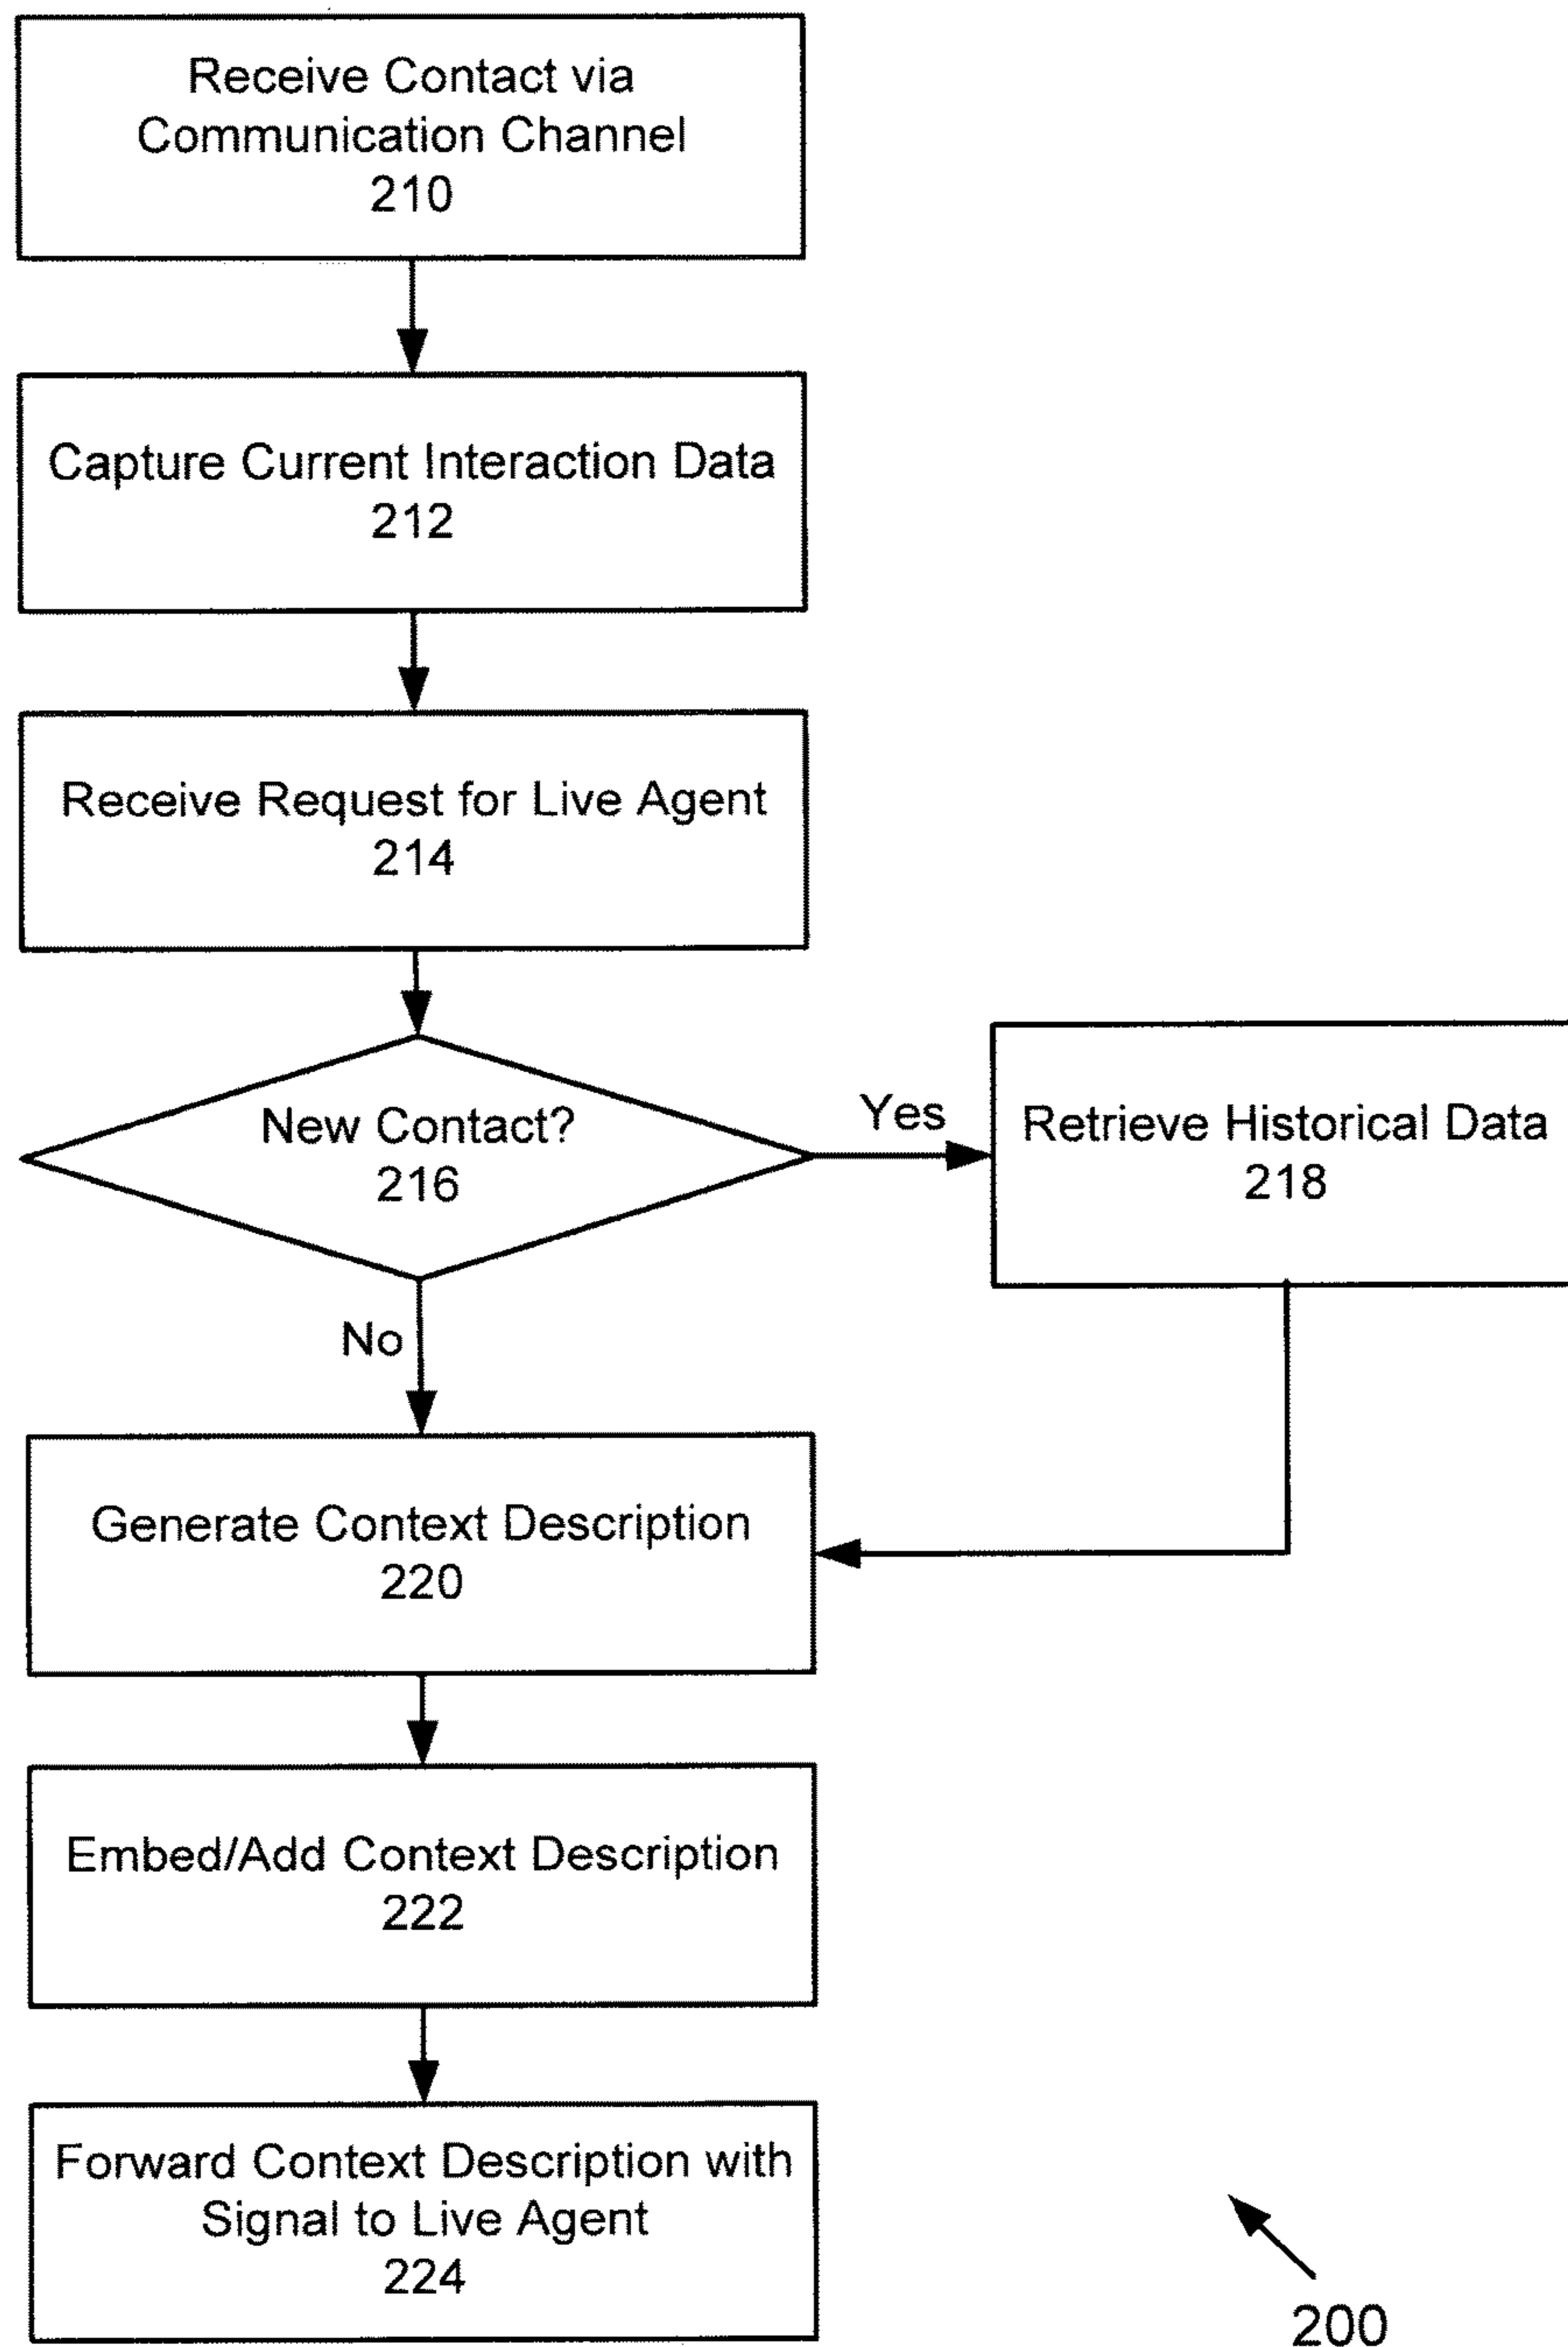 Receive Contact via
Communication Channel
210
Capture Current Interaction Data
212
Receive Request for Live Agent
214
New Contact?
216
Yes
Retrieve Historical Data
218
No
Generate Context Description
220
Embed/Add Context Description
222
Forward Context Description with
Signal to Live Agent
224
200